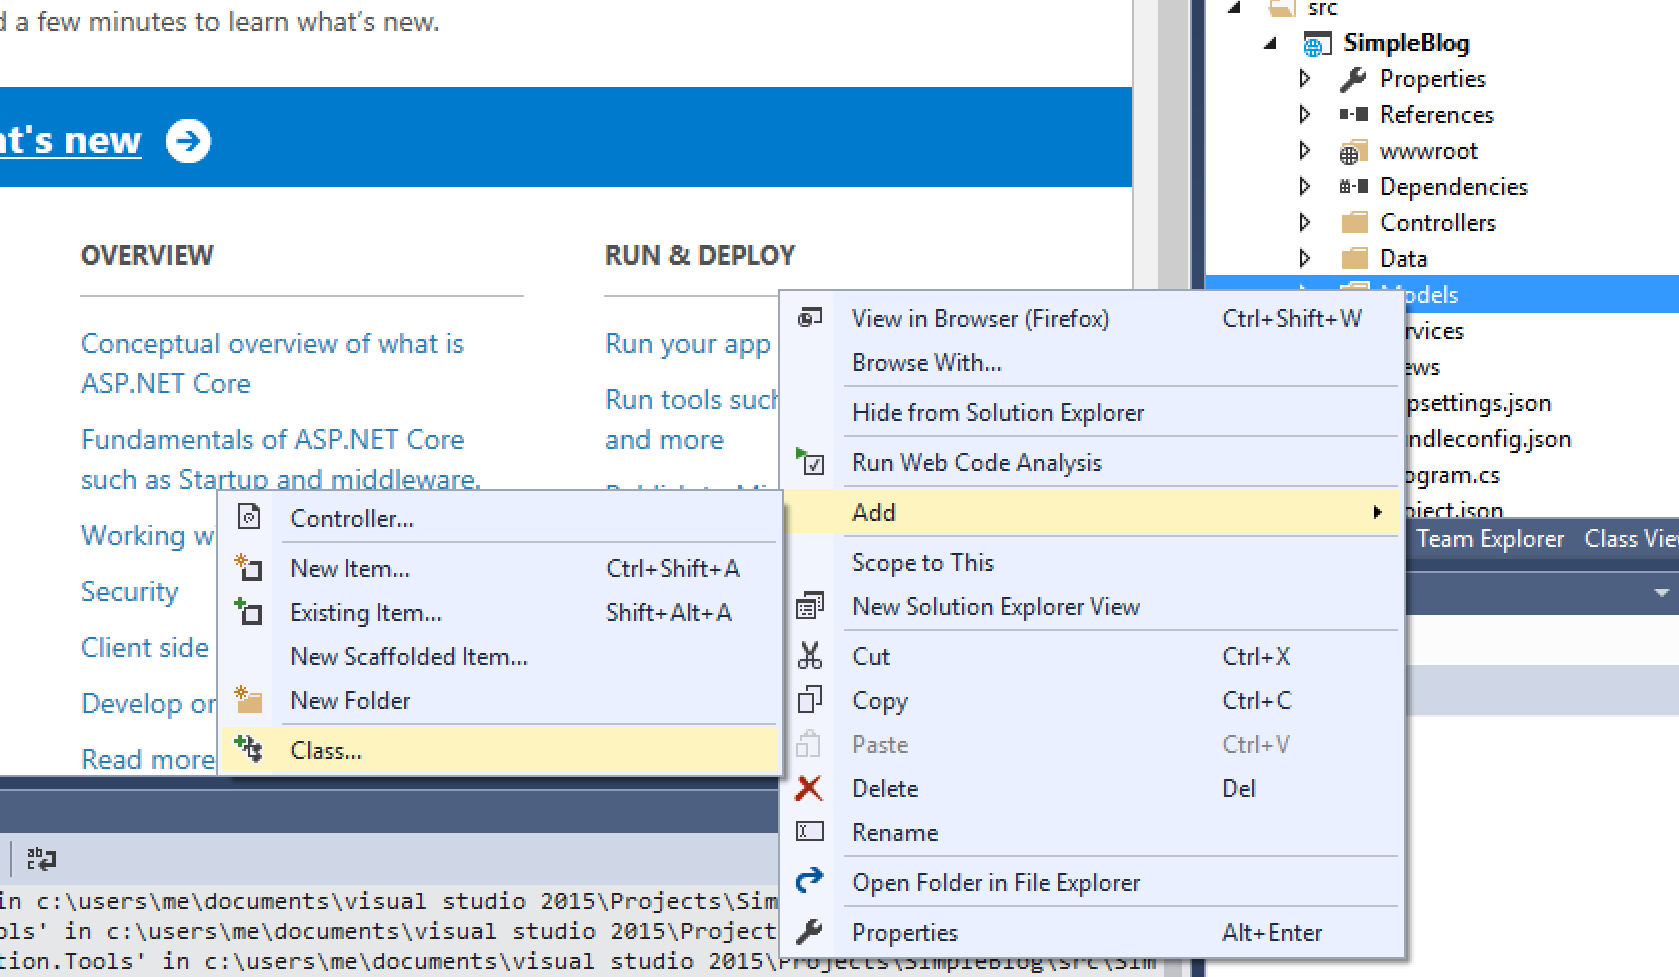 d a few minutes to learn what's new.
at's new
OVERVIEW
Conceptual overview of what is
ASP.NET Core
Fundamentals of ASP.NET Core
such as Startup and middleware.
Working w
Security
Client side
Develop or
Read more
RUN & DEPLOY
Run your app
Run tools such
and more
Controller...
New Item... Ctrl+Shift+A
Existing Item... Shift+Alt+A
New Scaffolded Item...
New Folder
Class...
View in Browser (Firefox) Ctrl+Shift+W
Browse With...
Hide from Solution Explorer
Run Web Code Analysis
Add
Scope to This
New Solution Explorer View
Cut Ctrl+X
Copy Ctrl+C
Paste Ctrl+V
Delete Del
Rename
Open Folder in File Explorer
Properties Alt+Enter
src
SimpleBlog
Properties
References
wwwroot
Dependencies
Controllers
Data
Models
rvices
ews
psettings.json
ndleconfig.json
ogram.cs
oject.json
Team Explorer Class Vie
in c:\users\me\documents\visual studio 2015\Projects\Sim
ols' in c:\users\me\documents\visual studio 2015\Project
tion.Tools' in c:\users\me\documents\visual studio 2015\Projects\SimpleBlog\src\Sim